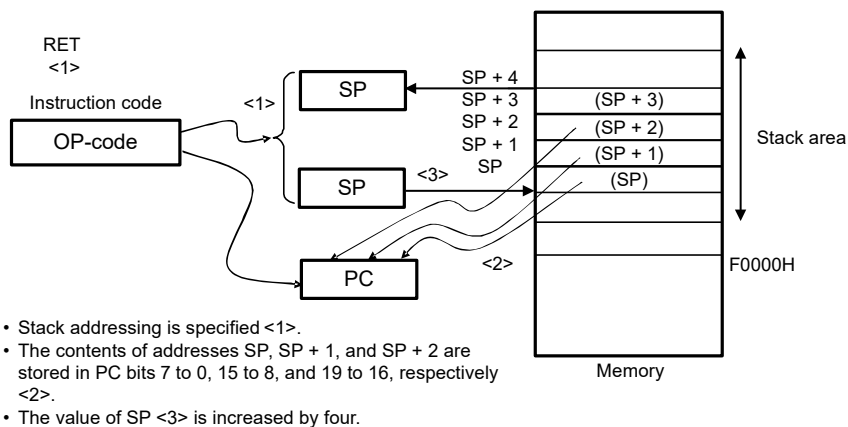 RET
<1>
Instruction code
OP-code
<1>
SP
SP
<3>
PC
<2>
SP + 4
SP + 3
SP + 2
SP + 1
SP
(SP + 3)
(SP + 2)
(SP + 1)
(SP)
Stack area
F0000H
Memory
• Stack addressing is specified <1>.
• The contents of addresses SP, SP + 1, and SP + 2 are
stored in PC bits 7 to 0, 15 to 8, and 19 to 16, respectively
<2>.
• The value of SP <3> is increased by four.